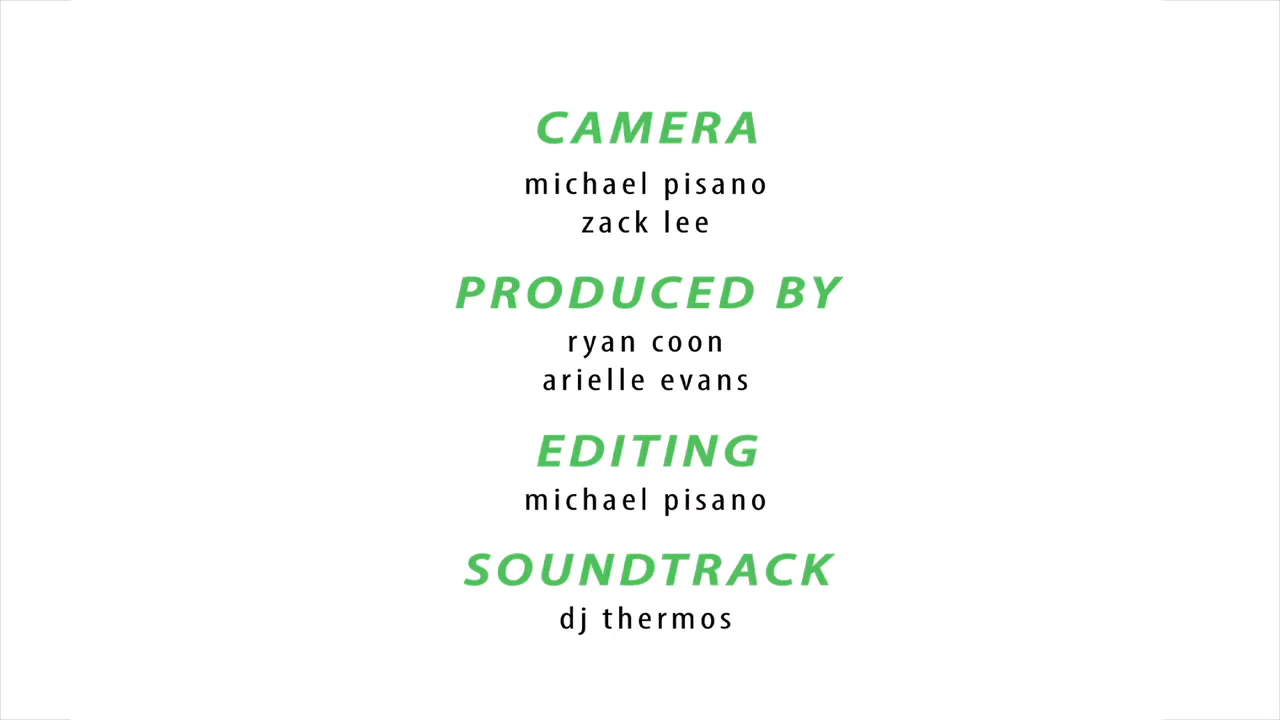 CAMERA
michael pisano
zack lee
PRODUCED BY
ryan coon
arielle evans
EDITING
michael pisano
SOUNDTRACK
dj thermos